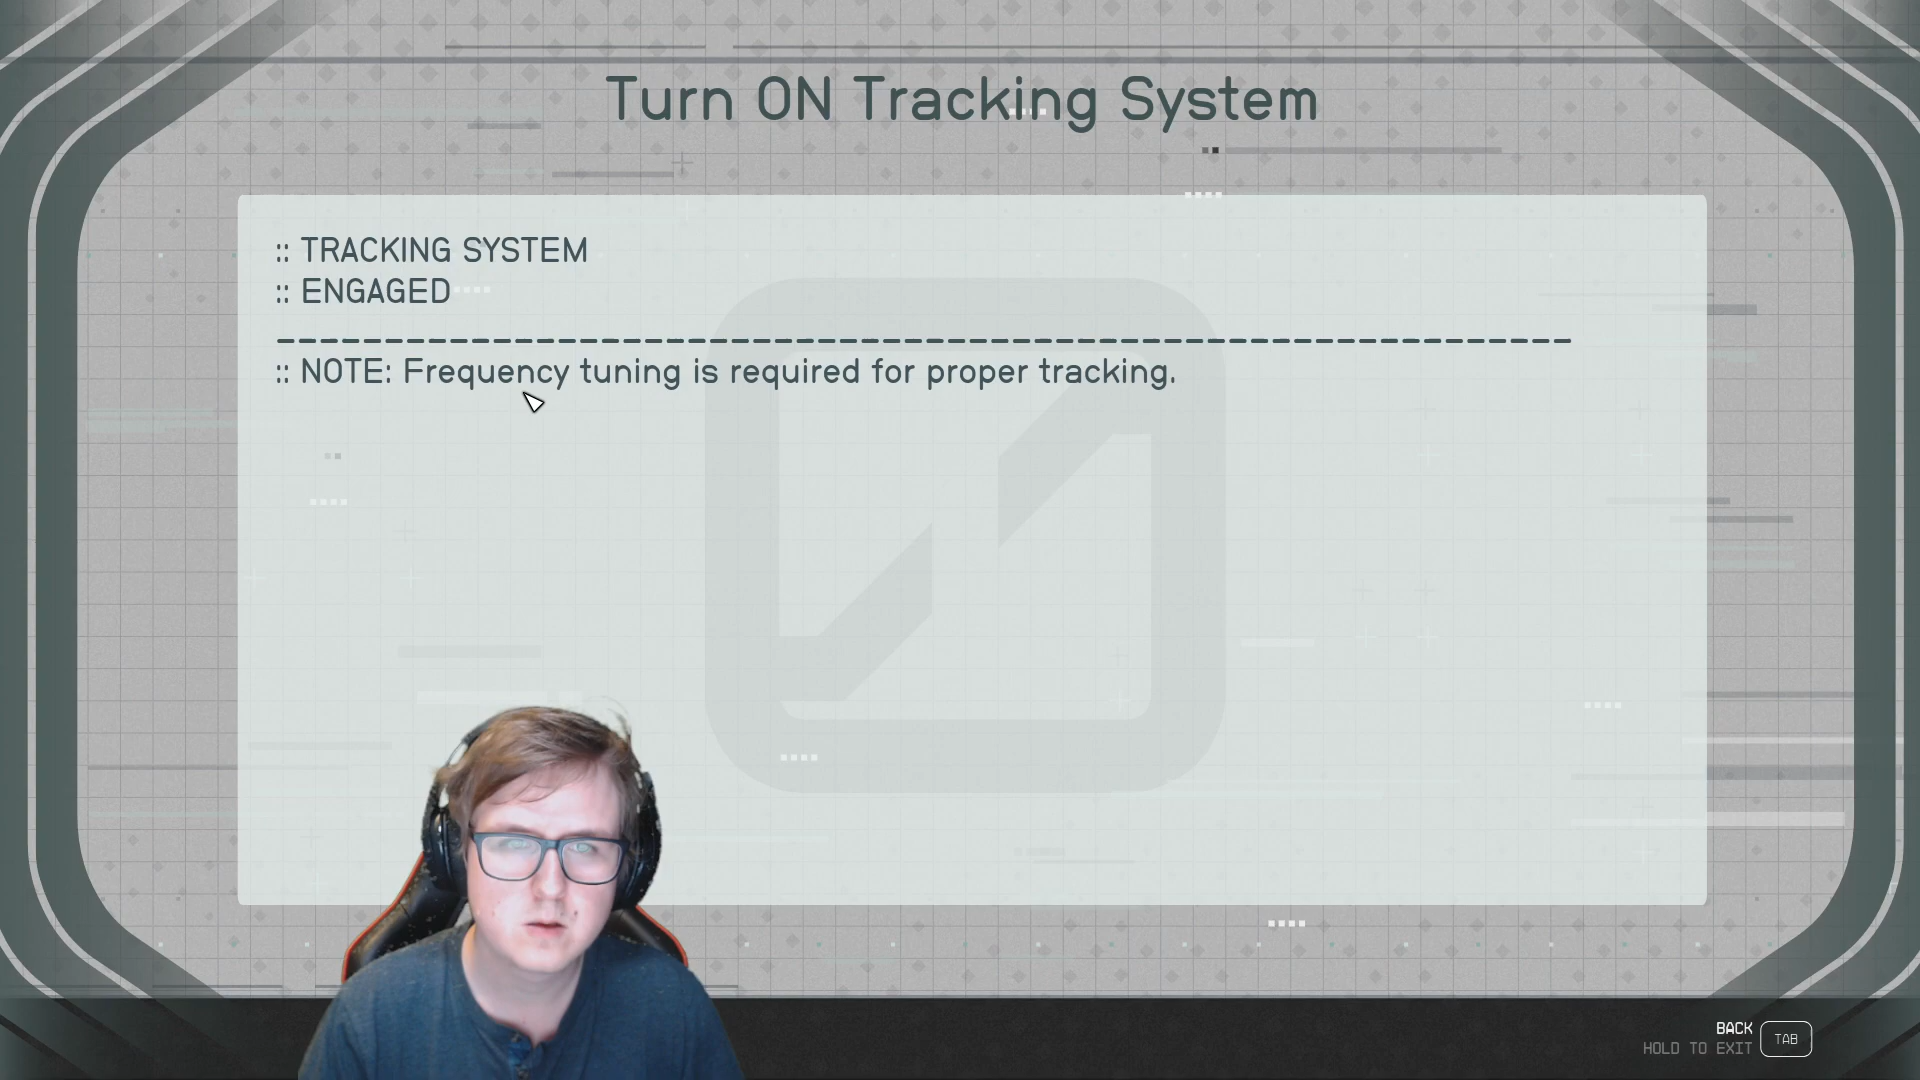 Turn ON Tracking System
:: TRACKING SYSTEM
:: ENGAGED
:: NOTE: Frequency tuning is required for proper tracking.
BACK
HOLD TO EXIT
TAB